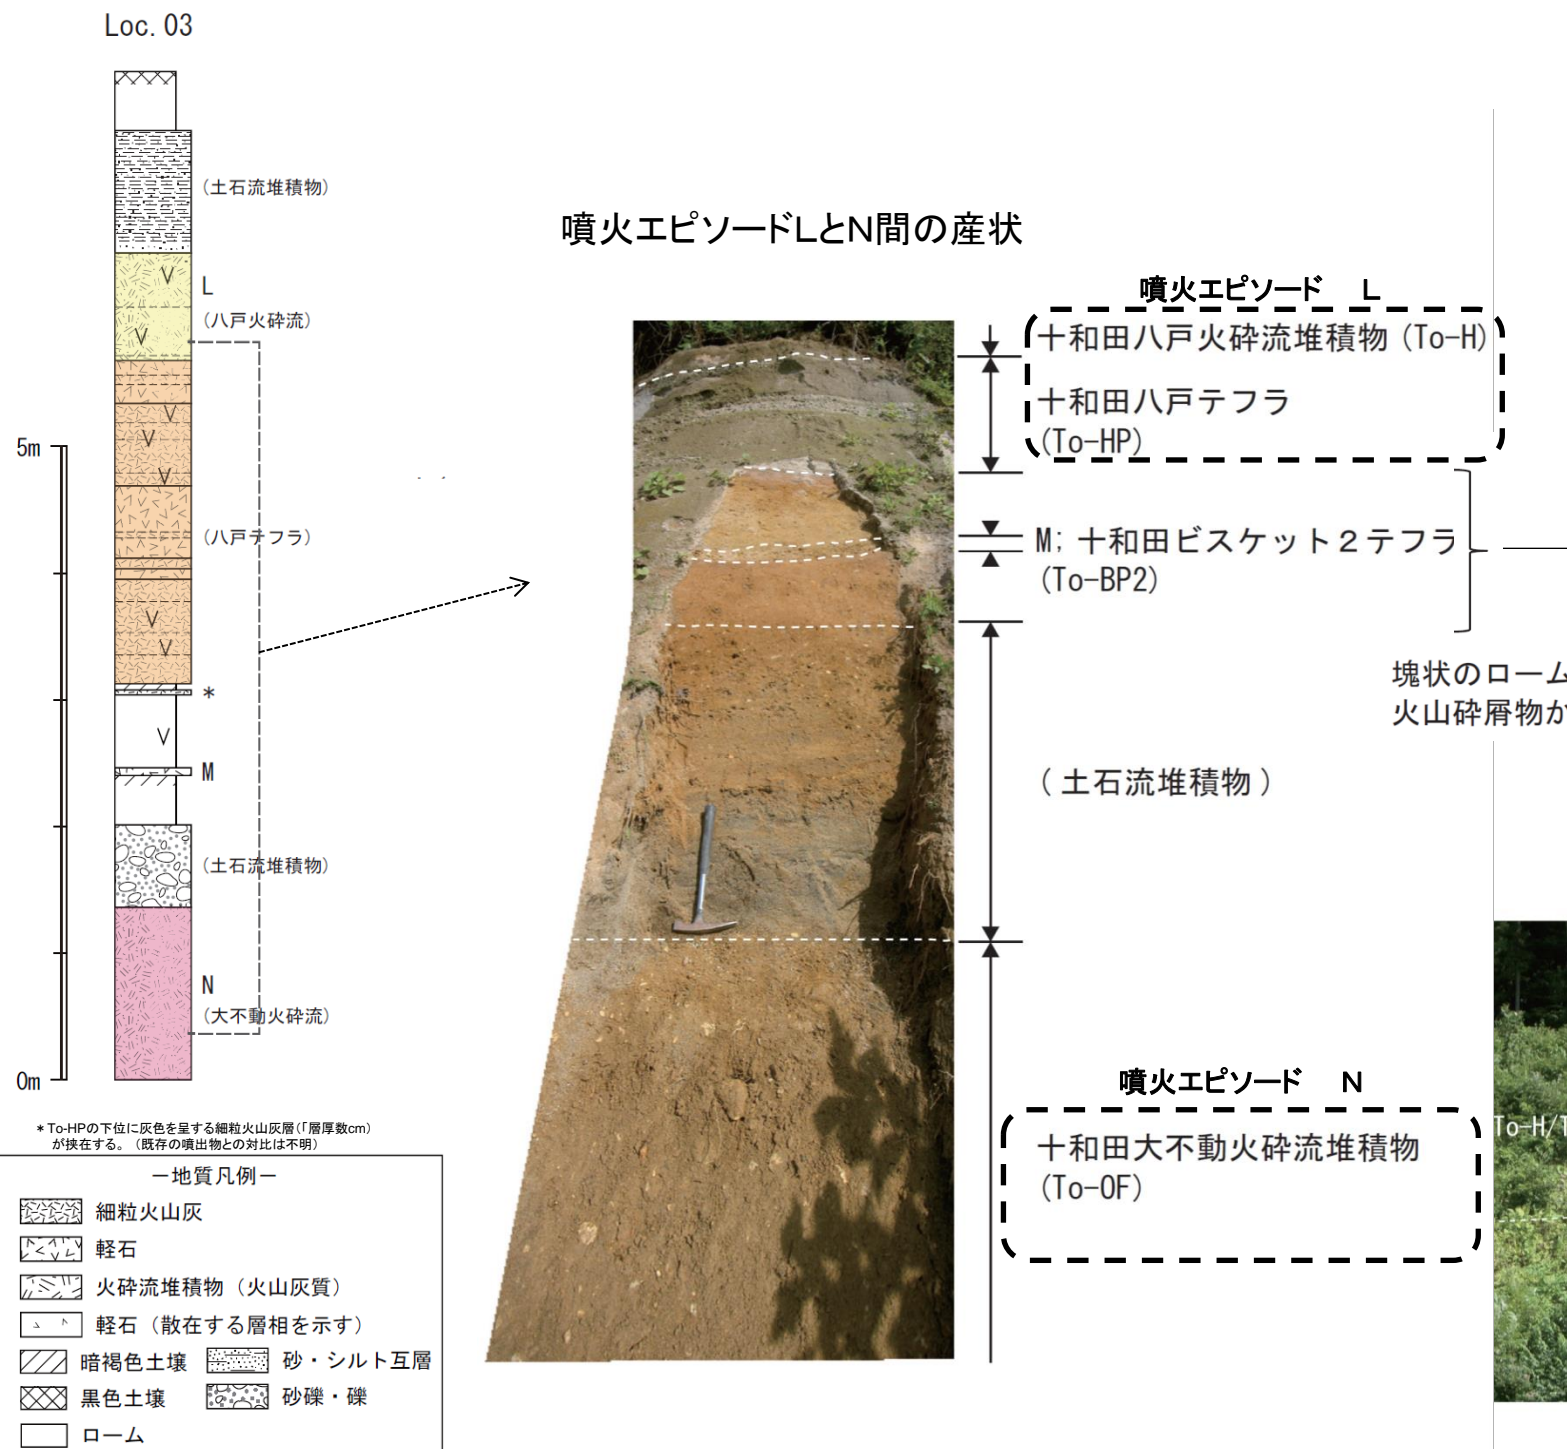 Loc. 03
(土石流堆積物)
L
(八戸火砕流)
5m
(八戸テフラ)
*
M
(土石流堆積物)
N
(大不動火砕流)
0m
*To-HPの下位に灰色を呈する細粒火山灰層(「層厚数cm)
が挟在する。(既存の噴出物との対比は不明)
－地質凡例－
細粒火山灰
軽石
火砕流堆積物（火山灰質）
軽石（散在する層相を示す）
暗褐色土壌
砂・シルト互層
黒色土壌
砂礫・礫
ローム
噴火エピソードLとN間の産状
噴火エピソード L
十和田八戸火砕流堆積物 (To-H)
十和田八戸テフラ
(To-HP)
M; 十和田ビスケット２テフラ
(To-BP2)
塊状のローム
火山砕屑物か
( 土石流堆積物 )
噴火エピソード N
十和田大不動火砕流堆積物
(To-OF)
To-H/T